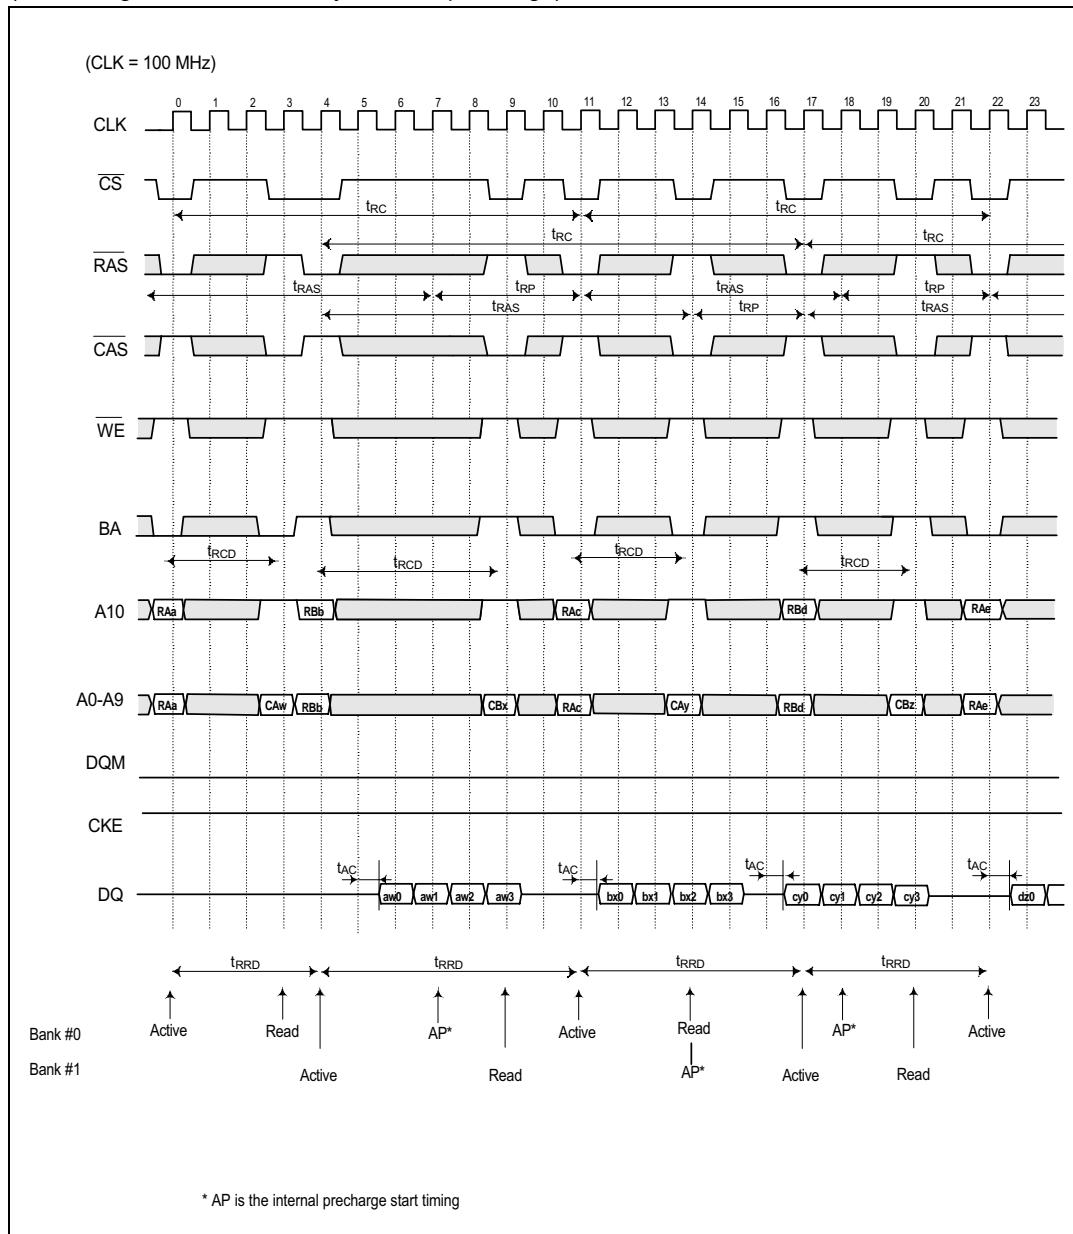 (CLK = 100 MHz)
0 1 2 3 4 5 6 7 8 9 10 11 12 13 14 15 16 17 18 19 20 21 22 23
CLK
CS
tRC tRC
tRC tRC
RAS
tRAS tRP tRAS tRP
tRAS tRP tRAS
CAS
WE
BA
tRCD tRCD tRCD tRCD
A10 RAa RBb RAc RBd RAe
A0-A9 RAa CAw RBb CBx RAc CAy RBd CBz RAe
DQM
CKE
tAC tAC tAC tAC
DQ aw0 aw1 aw2 aw3 bx0 bx1 bx2 bx3 cy0 cy1 cy2 cy3 dz0
tRRD tRRD tRRD tRRD
Bank #0 Active Read AP* Active Read AP* Active
Bank #1 Active Read AP* Active Read
* AP is the internal precharge start timing